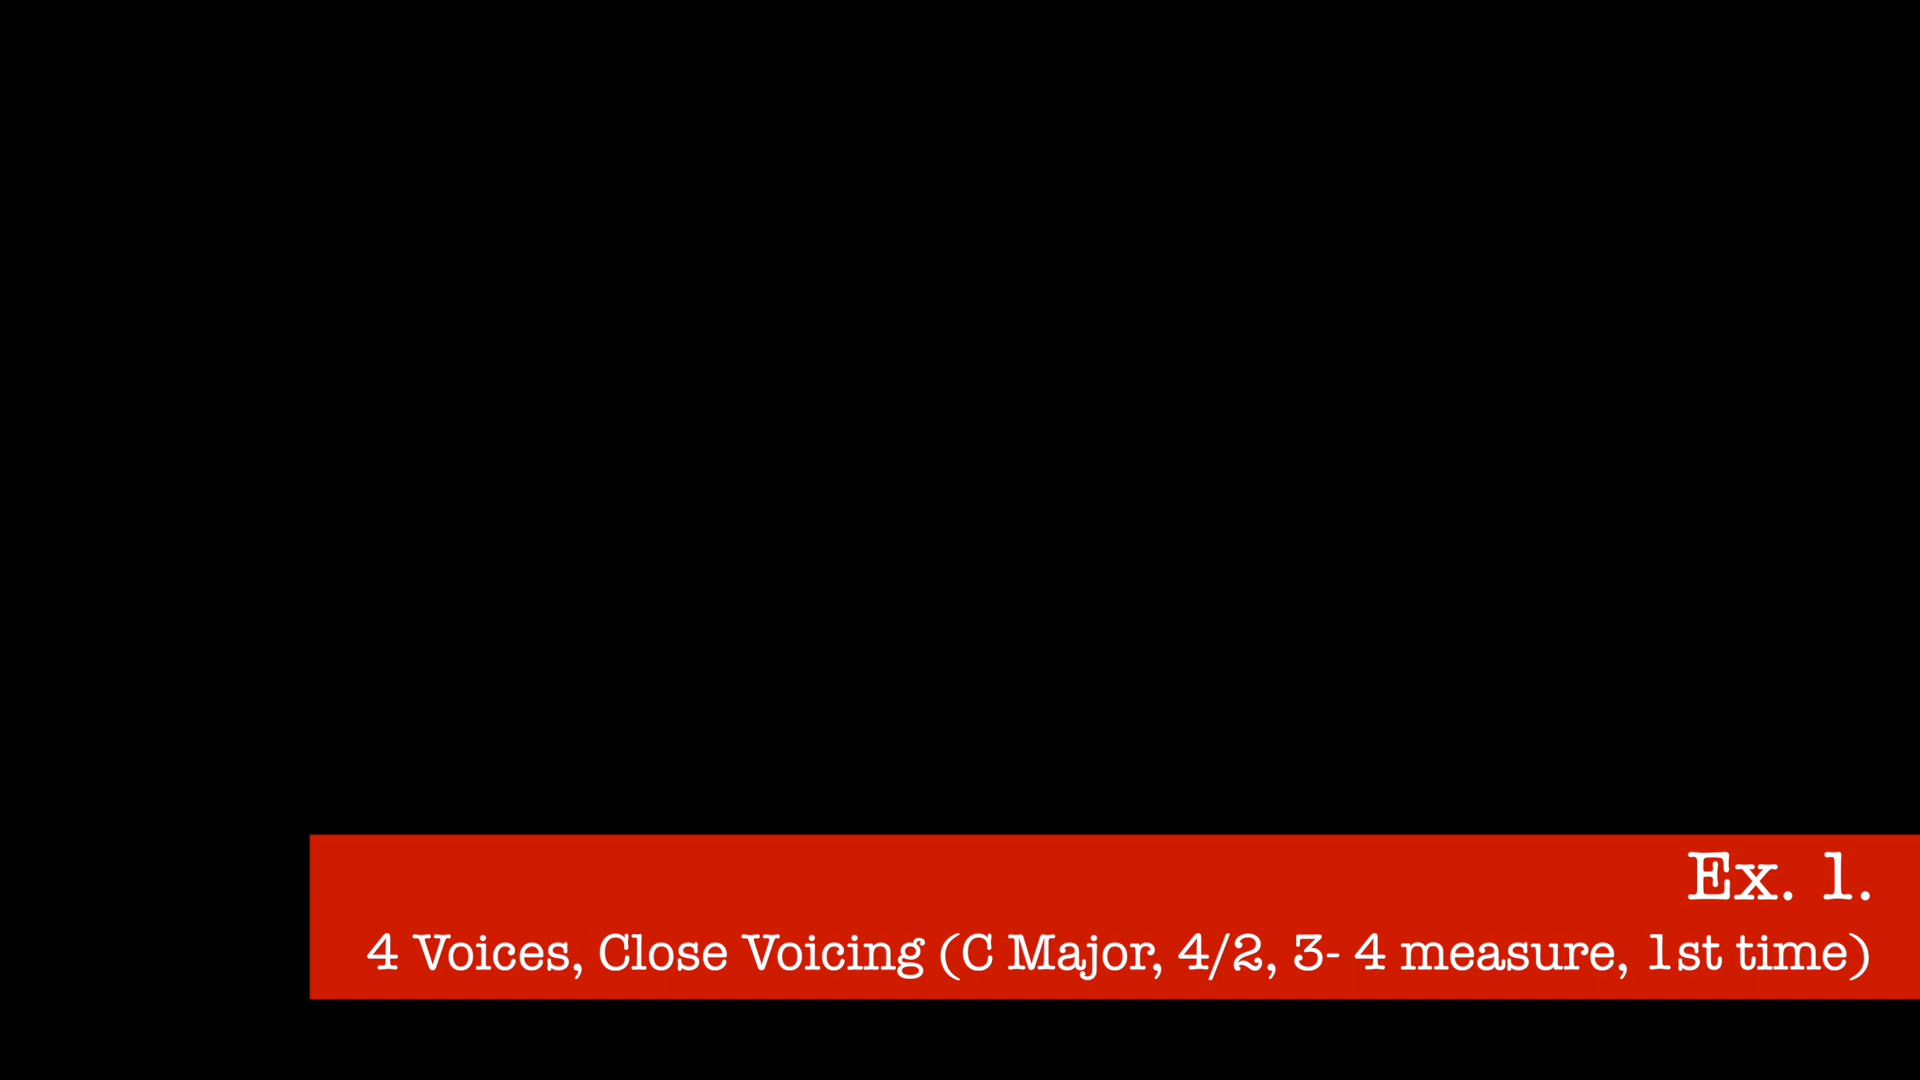 Ex. 1.
4 Voices, Close Voicing (C Major, 4/2, 3- 4 measure, 1st time)